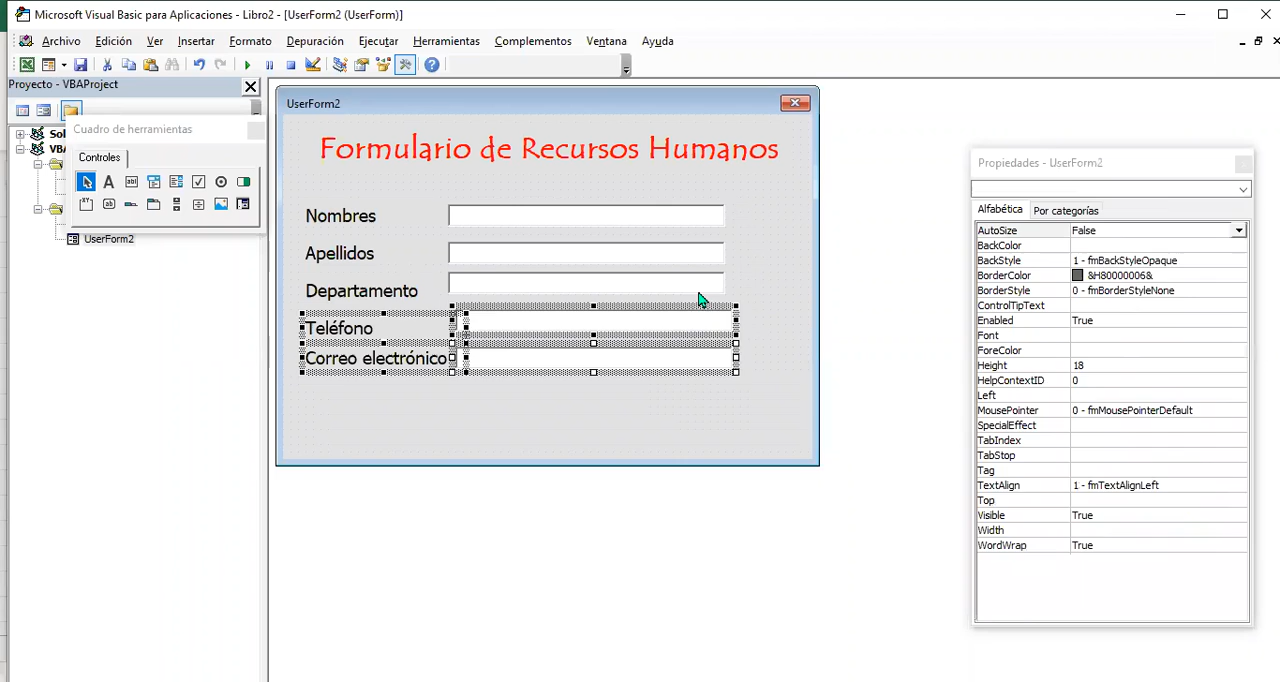 Microsoft Visual Basic para Aplicaciones - Libro2 - [UserForm2 (UserForm)]
Archivo Edición Ver Insertar Formato Depuración Ejecutar Herramientas Complementos Ventana Ayuda
Proyecto - VBAProject
Cuadro de herramientas
Controles
UserForm2
UserForm2
Formulario de Recursos Humanos
Nombres
Apellidos
Departamento
Teléfono
Correo electrónico
Propiedades - UserForm2
Alfabética Por categorías
AutoSize False
BackColor
BackStyle 1 - fmBackStyleOpaque
BorderColor &H80000006&
BorderStyle 0 - fmBorderStyleNone
ControlTipText
Enabled True
Font
ForeColor
Height 18
HelpContextID 0
Left
MousePointer 0 - fmMousePointerDefault
SpecialEffect
TabIndex
TabStop
Tag
TextAlign 1 - fmTextAlignLeft
Top
Visible True
Width
WordWrap True